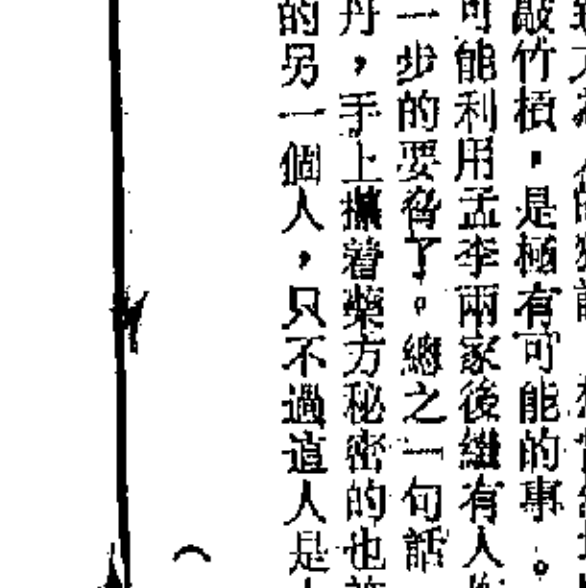 敲竹槓,是極有可能的事。
可能利用孟李兩家後繼有人
一步的要脅了。總之一句話
丹,手上攥着藥方秘密的也
的另一個人,只不過這人是